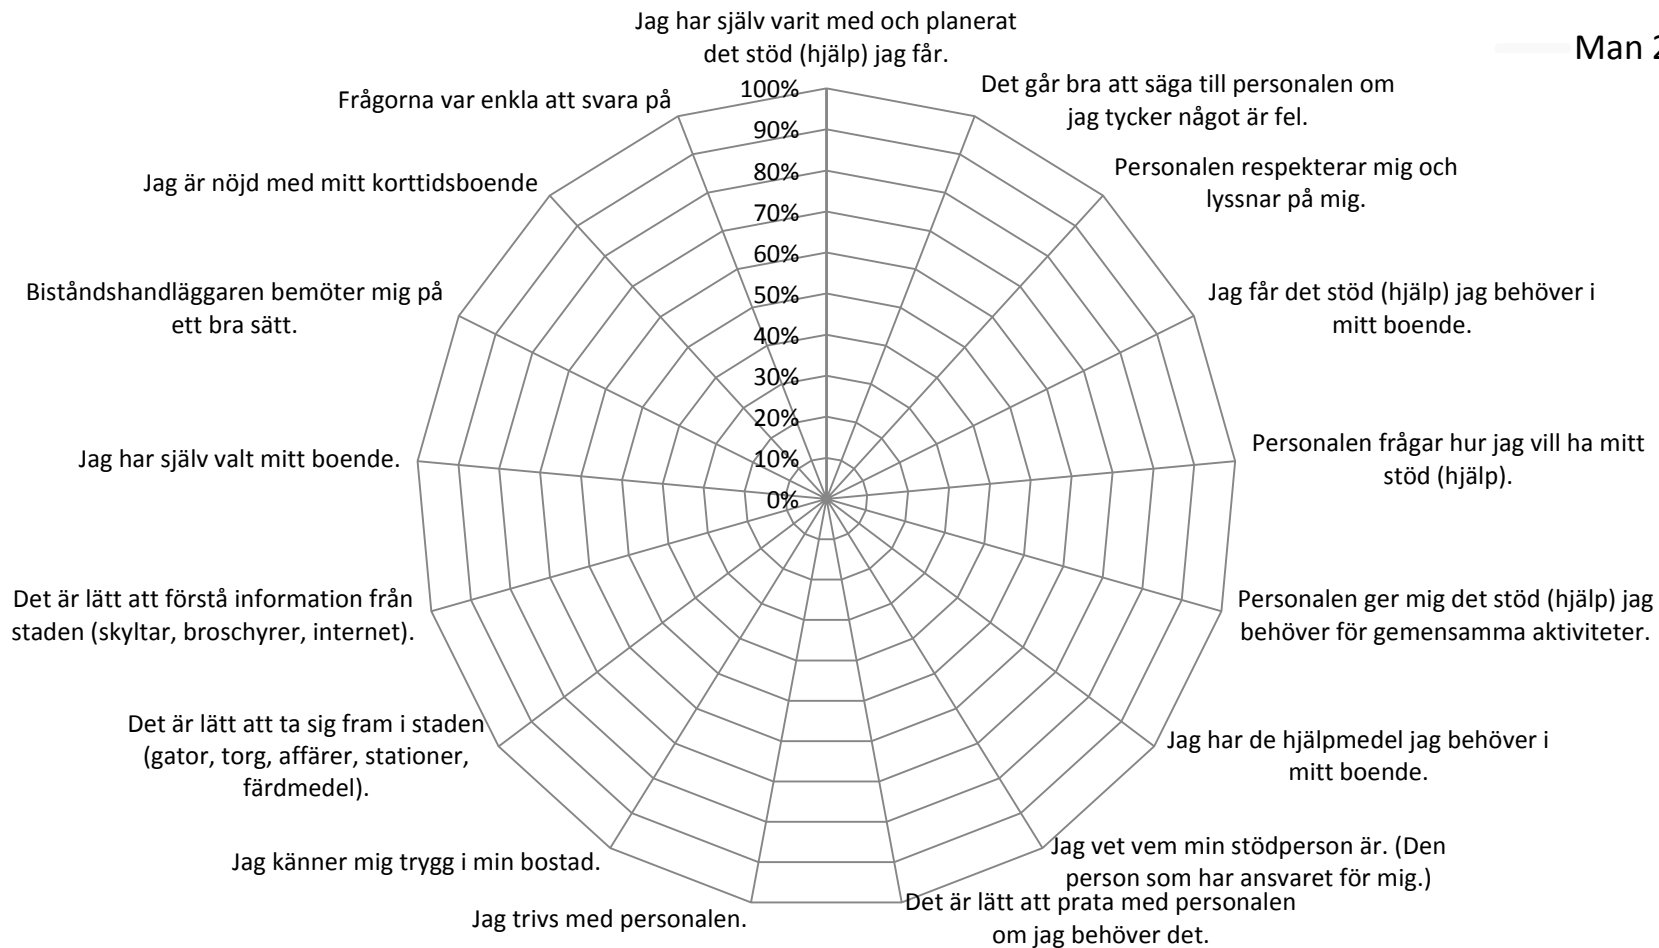 Jag har själv varit med och planerat
det stöd (hjälp) jag får.
Man 2
Det går bra att säga till personalen om
jag tycker något är fel.
Personalen respekterar mig och
lyssnar på mig.
Jag får det stöd (hjälp) jag behöver i
mitt boende.
Personalen frågar hur jag vill ha mitt
stöd (hjälp).
Personalen ger mig det stöd (hjälp) jag
behöver för gemensamma aktiviteter.
Jag har de hjälpmedel jag behöver i
mitt boende.
Jag vet vem min stödperson är. (Den
person som har ansvaret för mig.)
Det är lätt att prata med personalen
om jag behöver det.
Jag trivs med personalen.
Jag känner mig trygg i min bostad.
Det är lätt att ta sig fram i staden
(gator, torg, affärer, stationer,
färdmedel).
Det är lätt att förstå information från
staden (skyltar, broschyrer, internet).
Jag har själv valt mitt boende.
Biståndshandläggaren bemöter mig på
ett bra sätt.
Jag är nöjd med mitt korttidsboende
Frågorna var enkla att svara på
100%
90%
80%
70%
60%
50%
40%
30%
20%
10%
0%